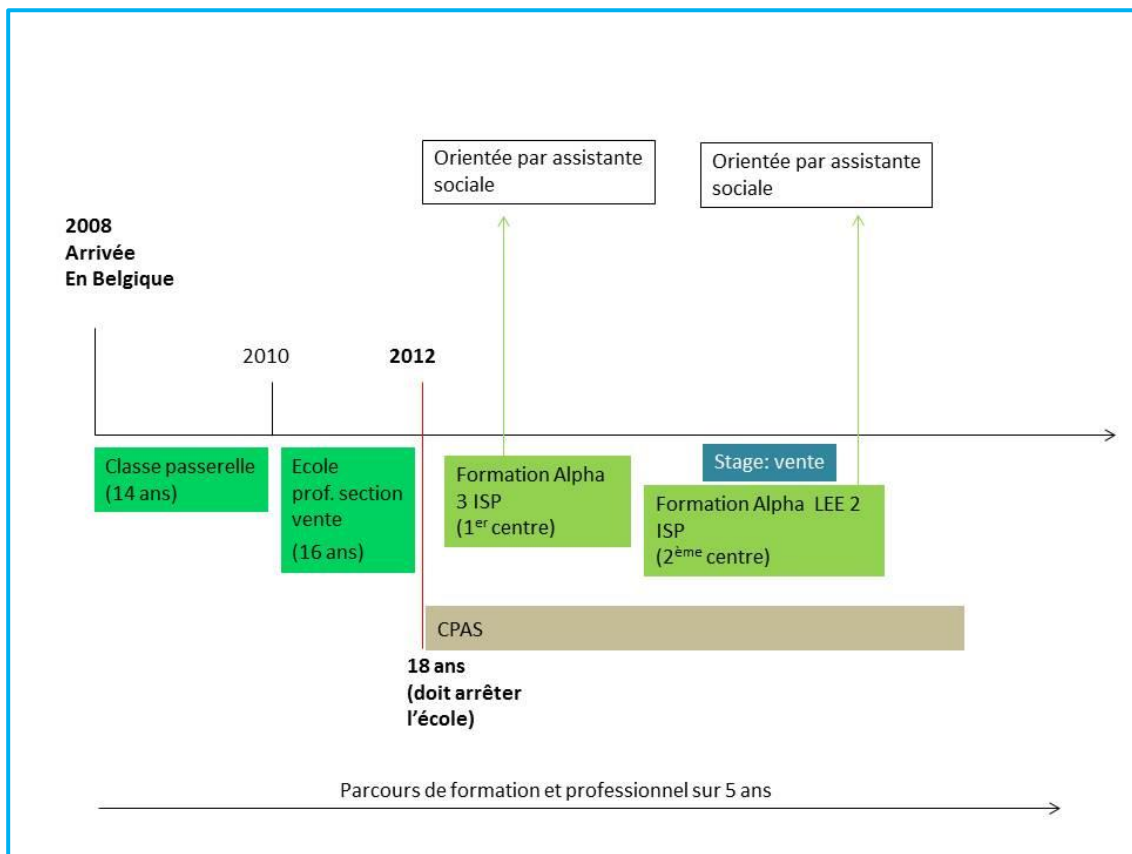 Orientée par assistante
sociale
Orientée par assistante
sociale
2008
Arrivée
En Belgique
2010
2012
Classe passerelle
(14 ans)
Ecole
prof. section
vente
(16 ans)
Formation Alpha
3 ISP
(1er centre)
Stage: vente
Formation Alpha  LEE 2
ISP
(2ème centre)
CPAS
18 ans
(doit arrêter
l’école)
Parcours de formation et professionnel sur 5 ans